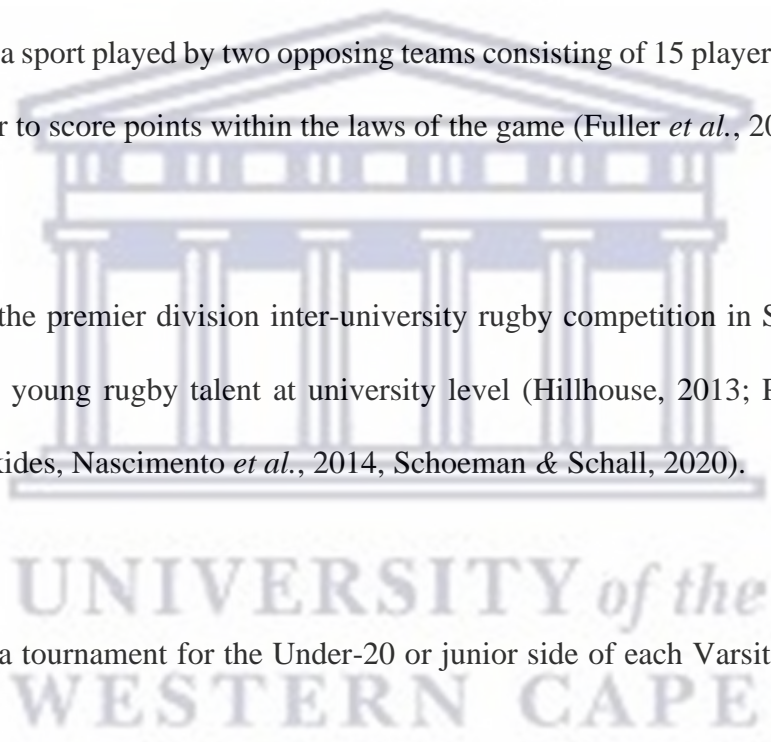 a sport played by two opposing teams consisting of 15 player
r to score points within the laws of the game (Fuller et al., 20
the premier division inter-university rugby competition in S
young rugby talent at university level (Hillhouse, 2013;
kides, Nascimento et al., 2014, Schoeman & Schall, 2020).
UNIVERSITY of the
a tournament for the Under-20 or junior side of each Varsit
WESTERN CAPE